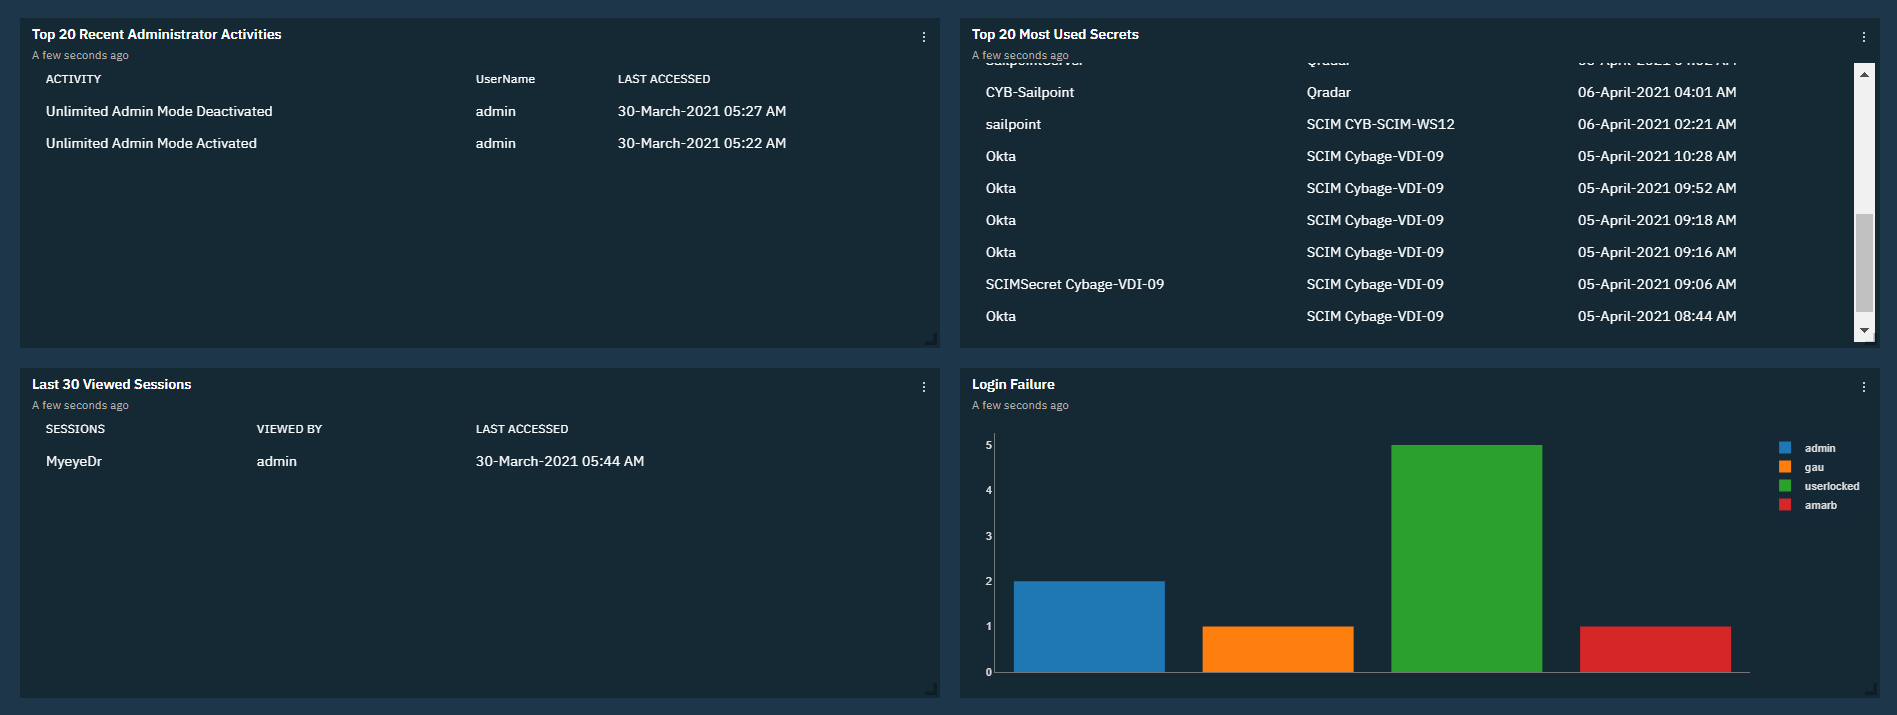 Top 20 Recent Administrator Activities
A few seconds ago
ACTIVITY UserName LAST ACCESSED
Unlimited Admin Mode Deactivated admin 30-March-2021 05:27 AM
Unlimited Admin Mode Activated admin 30-March-2021 05:22 AM
Top 20 Most Used Secrets
A few seconds ago
CYB-Sailpoint Qradar 06-April-2021 04:01 AM
sailpoint SCIM CYB-SCIM-WS12 06-April-2021 02:21 AM
Okta SCIM Cybage-VDI-09 05-April-2021 10:28 AM
Okta SCIM Cybage-VDI-09 05-April-2021 09:52 AM
Okta SCIM Cybage-VDI-09 05-April-2021 09:18 AM
Okta SCIM Cybage-VDI-09 05-April-2021 09:16 AM
SCIMSecret Cybage-VDI-09 SCIM Cybage-VDI-09 05-April-2021 09:06 AM
Okta SCIM Cybage-VDI-09 05-April-2021 08:44 AM
Last 30 Viewed Sessions
A few seconds ago
SESSIONS VIEWED BY LAST ACCESSED
MyeyeDr admin 30-March-2021 05:44 AM
Login Failure
A few seconds ago
5
4
3
2
1
0
admin
gau
userlocked
amarb